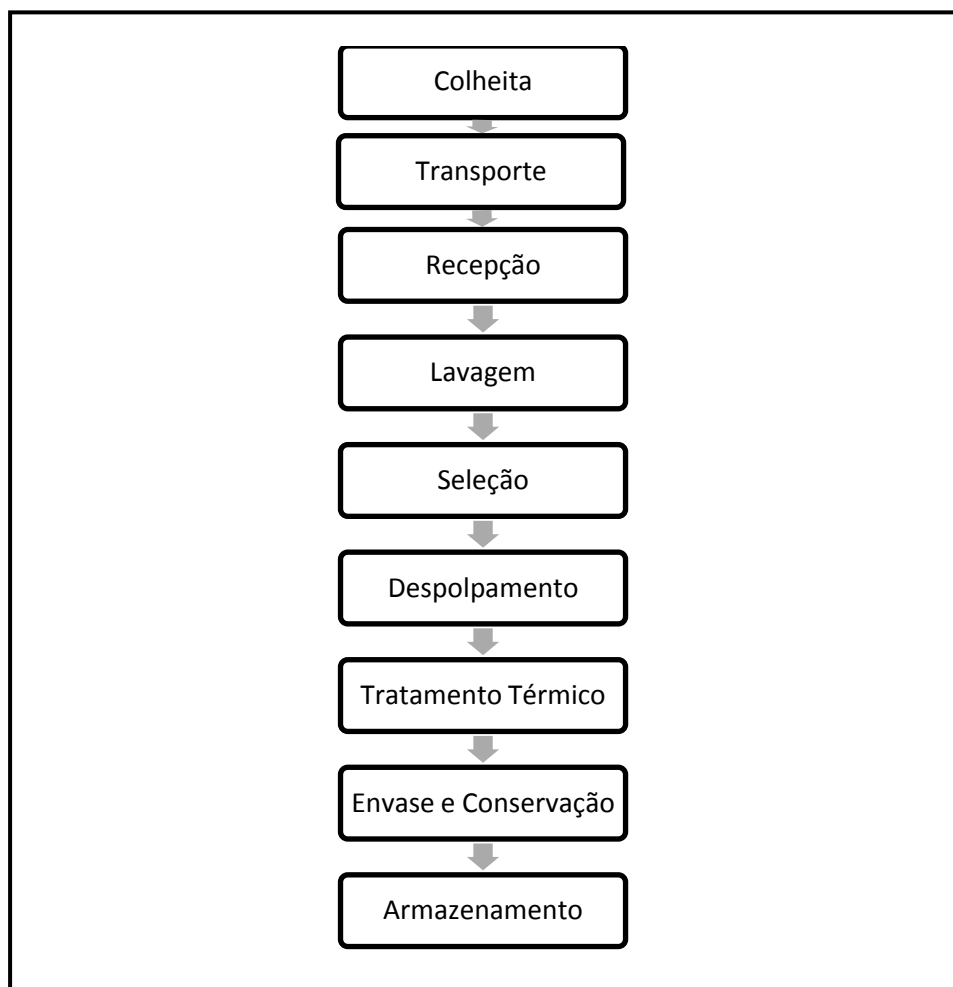 Colheita
Transporte
Recepção
Lavagem
Seleção
Despolpamento
Tratamento Térmico
Envase e Conservação
Armazenamento